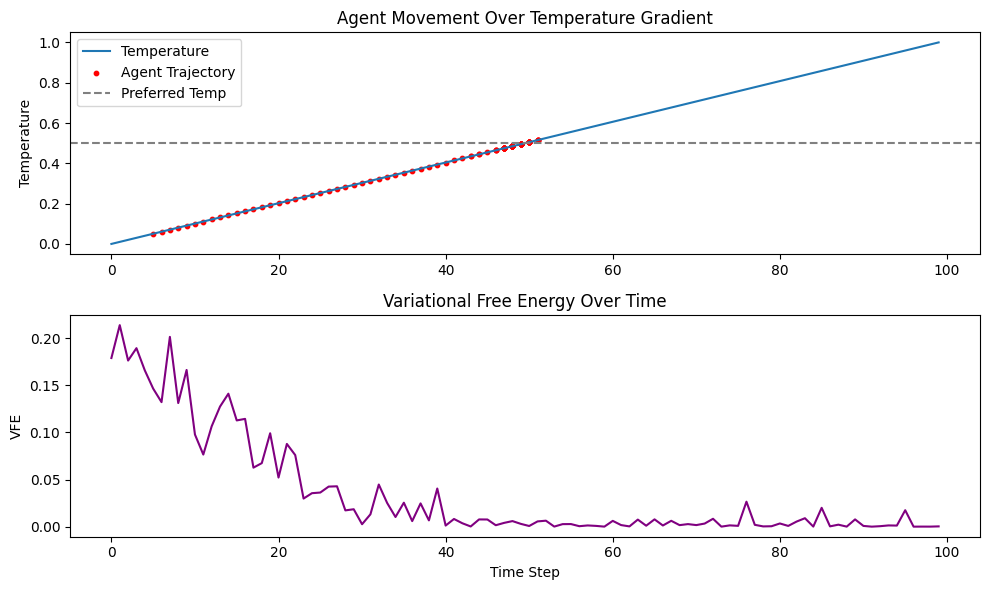 Agent Movement Over Temperature Gradient
Temperature
Agent Trajectory
Preferred Temp
Temperature
1.0
0.8
0.6
0.4
0.2
0.0
0 20 40 60 80 100
Variational Free Energy Over Time
VFE
0.20
0.15
0.10
0.05
0.00
0 20 40 60 80 100
Time Step